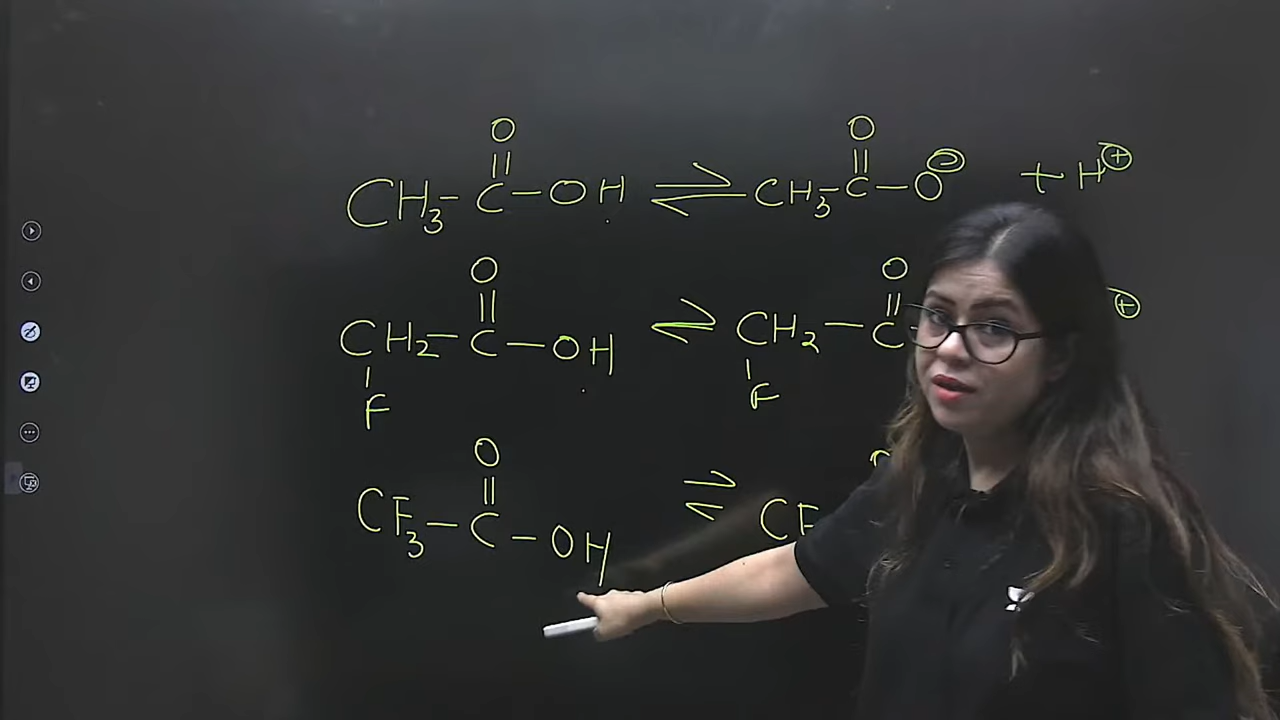 O O
|| ||
CH3-C-OH ⇌ CH3-C-O⊖ + H⊕
O O
|| ||
CH2-C-OH ⇌ CH2-C ⊕
| |
F F
O
||
CF3-C-OH ⇌ CF